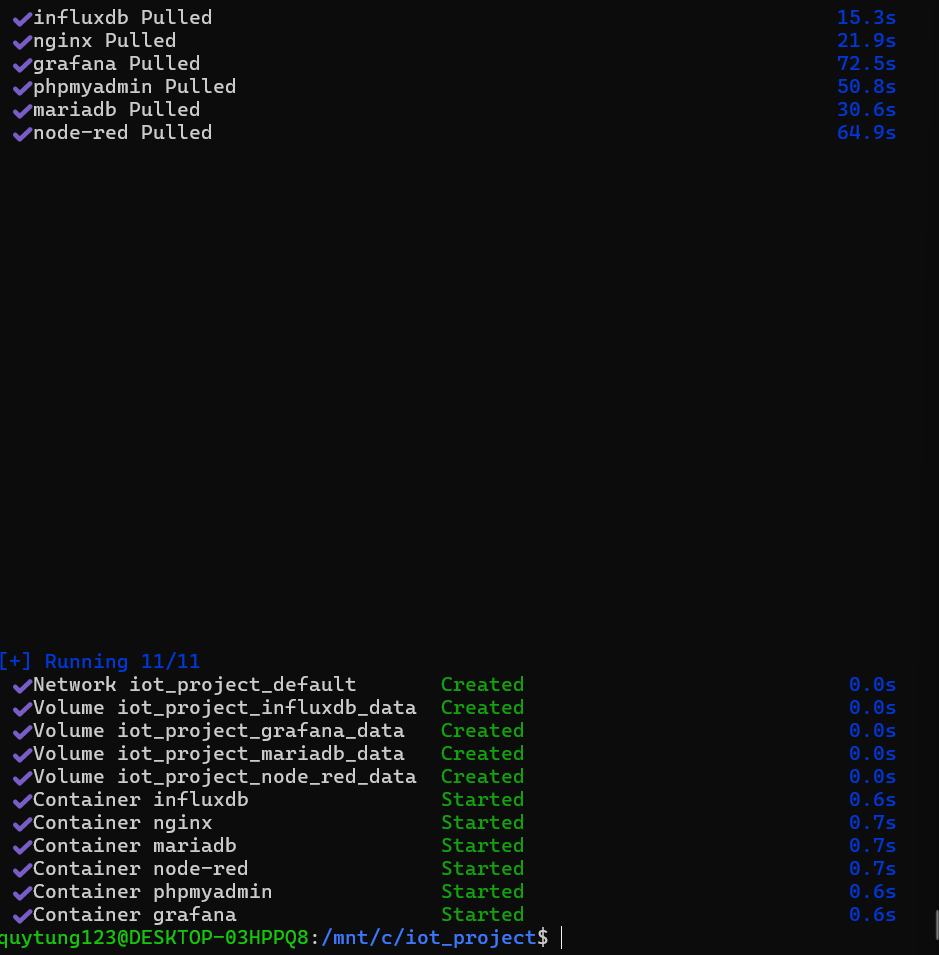 ✔influxdb Pulled 15.3s
✔nginx Pulled 21.9s
✔grafana Pulled 72.5s
✔phpmyadmin Pulled 50.8s
✔mariadb Pulled 30.6s
✔node-red Pulled 64.9s
[+] Running 11/11
✔Network iot_project_default Created 0.0s
✔Volume iot_project_influxdb_data Created 0.0s
✔Volume iot_project_grafana_data Created 0.0s
✔Volume iot_project_mariadb_data Created 0.0s
✔Volume iot_project_node_red_data Created 0.0s
✔Container influxdb Started 0.6s
✔Container nginx Started 0.7s
✔Container mariadb Started 0.7s
✔Container node-red Started 0.7s
✔Container phpmyadmin Started 0.6s
✔Container grafana Started 0.6s
quytung123@DESKTOP-03HPPQ8:/mnt/c/iot_project$